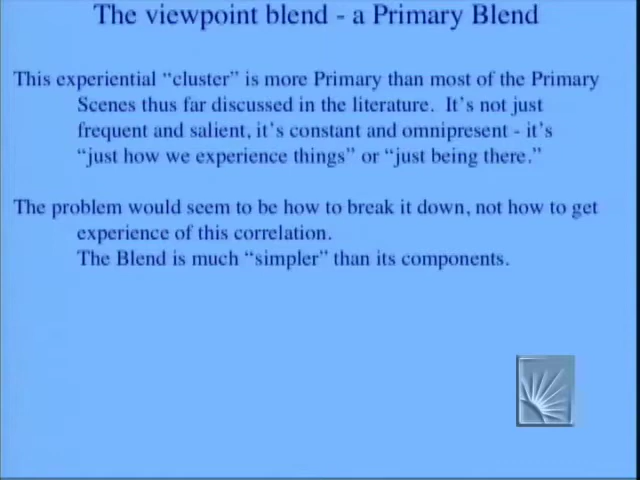 The viewpoint blend - a Primary Blend
This experiential “cluster” is more Primary than most of the Primary
Scenes thus far discussed in the literature.  It’s not just
frequent and salient, it’s constant and omnipresent - it’s
“just how we experience things” or “just being there.”
The problem would seem to be how to break it down, not how to get
experience of this correlation.
The Blend is much “simpler” than its components.